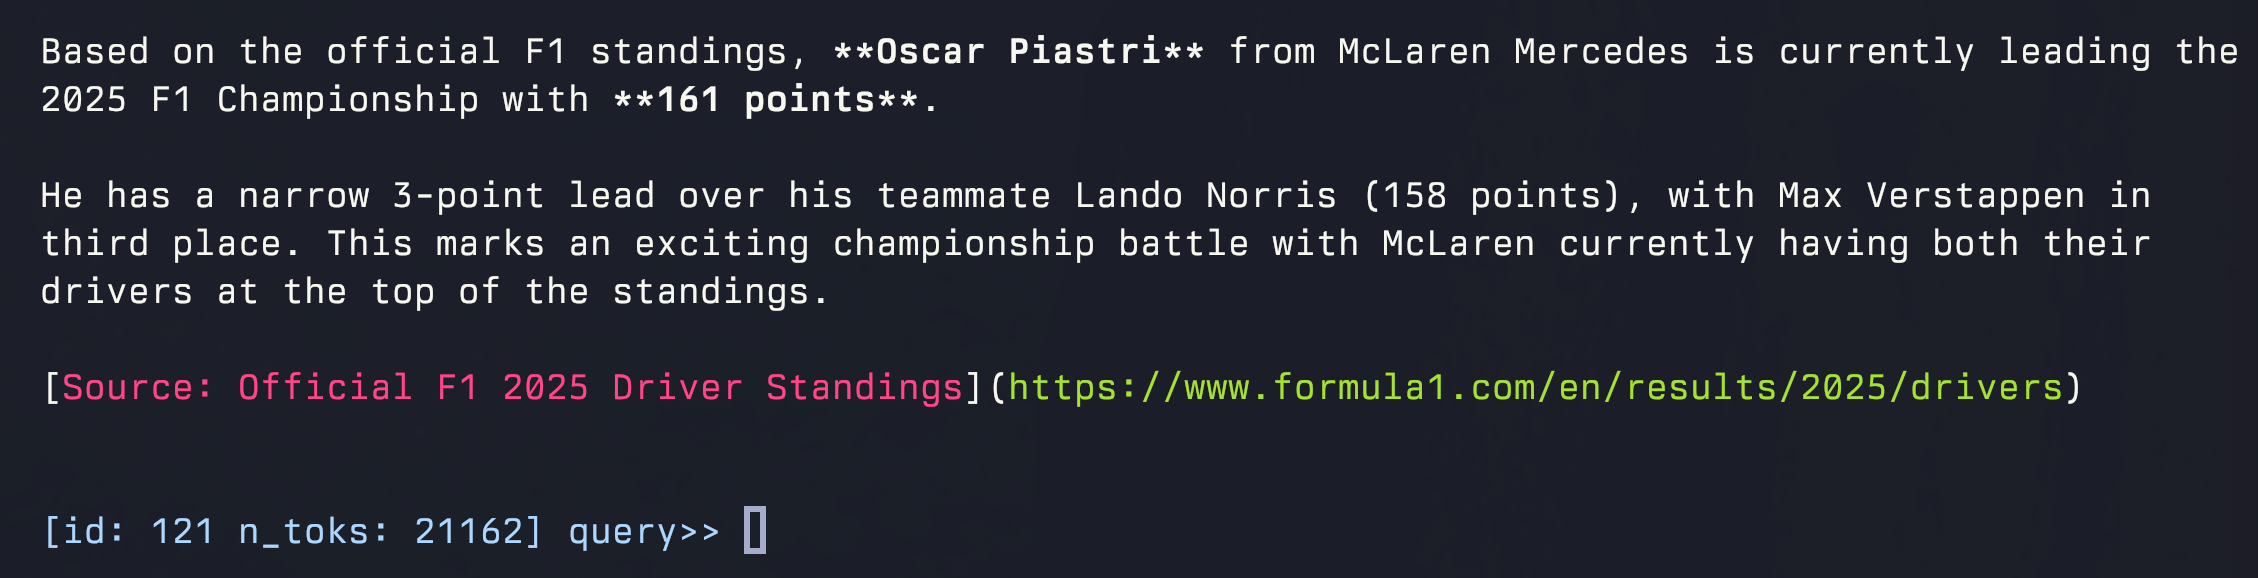 Based on the official F1 standings, **Oscar Piastri** from McLaren Mercedes is currently leading the
2025 F1 Championship with **161 points**.
He has a narrow 3-point lead over his teammate Lando Norris (158 points), with Max Verstappen in
third place. This marks an exciting championship battle with McLaren currently having both their
drivers at the top of the standings.
[Source: Official F1 2025 Driver Standings](https://www.formula1.com/en/results/2025/drivers)
[id: 121 n_toks: 21162] query>>